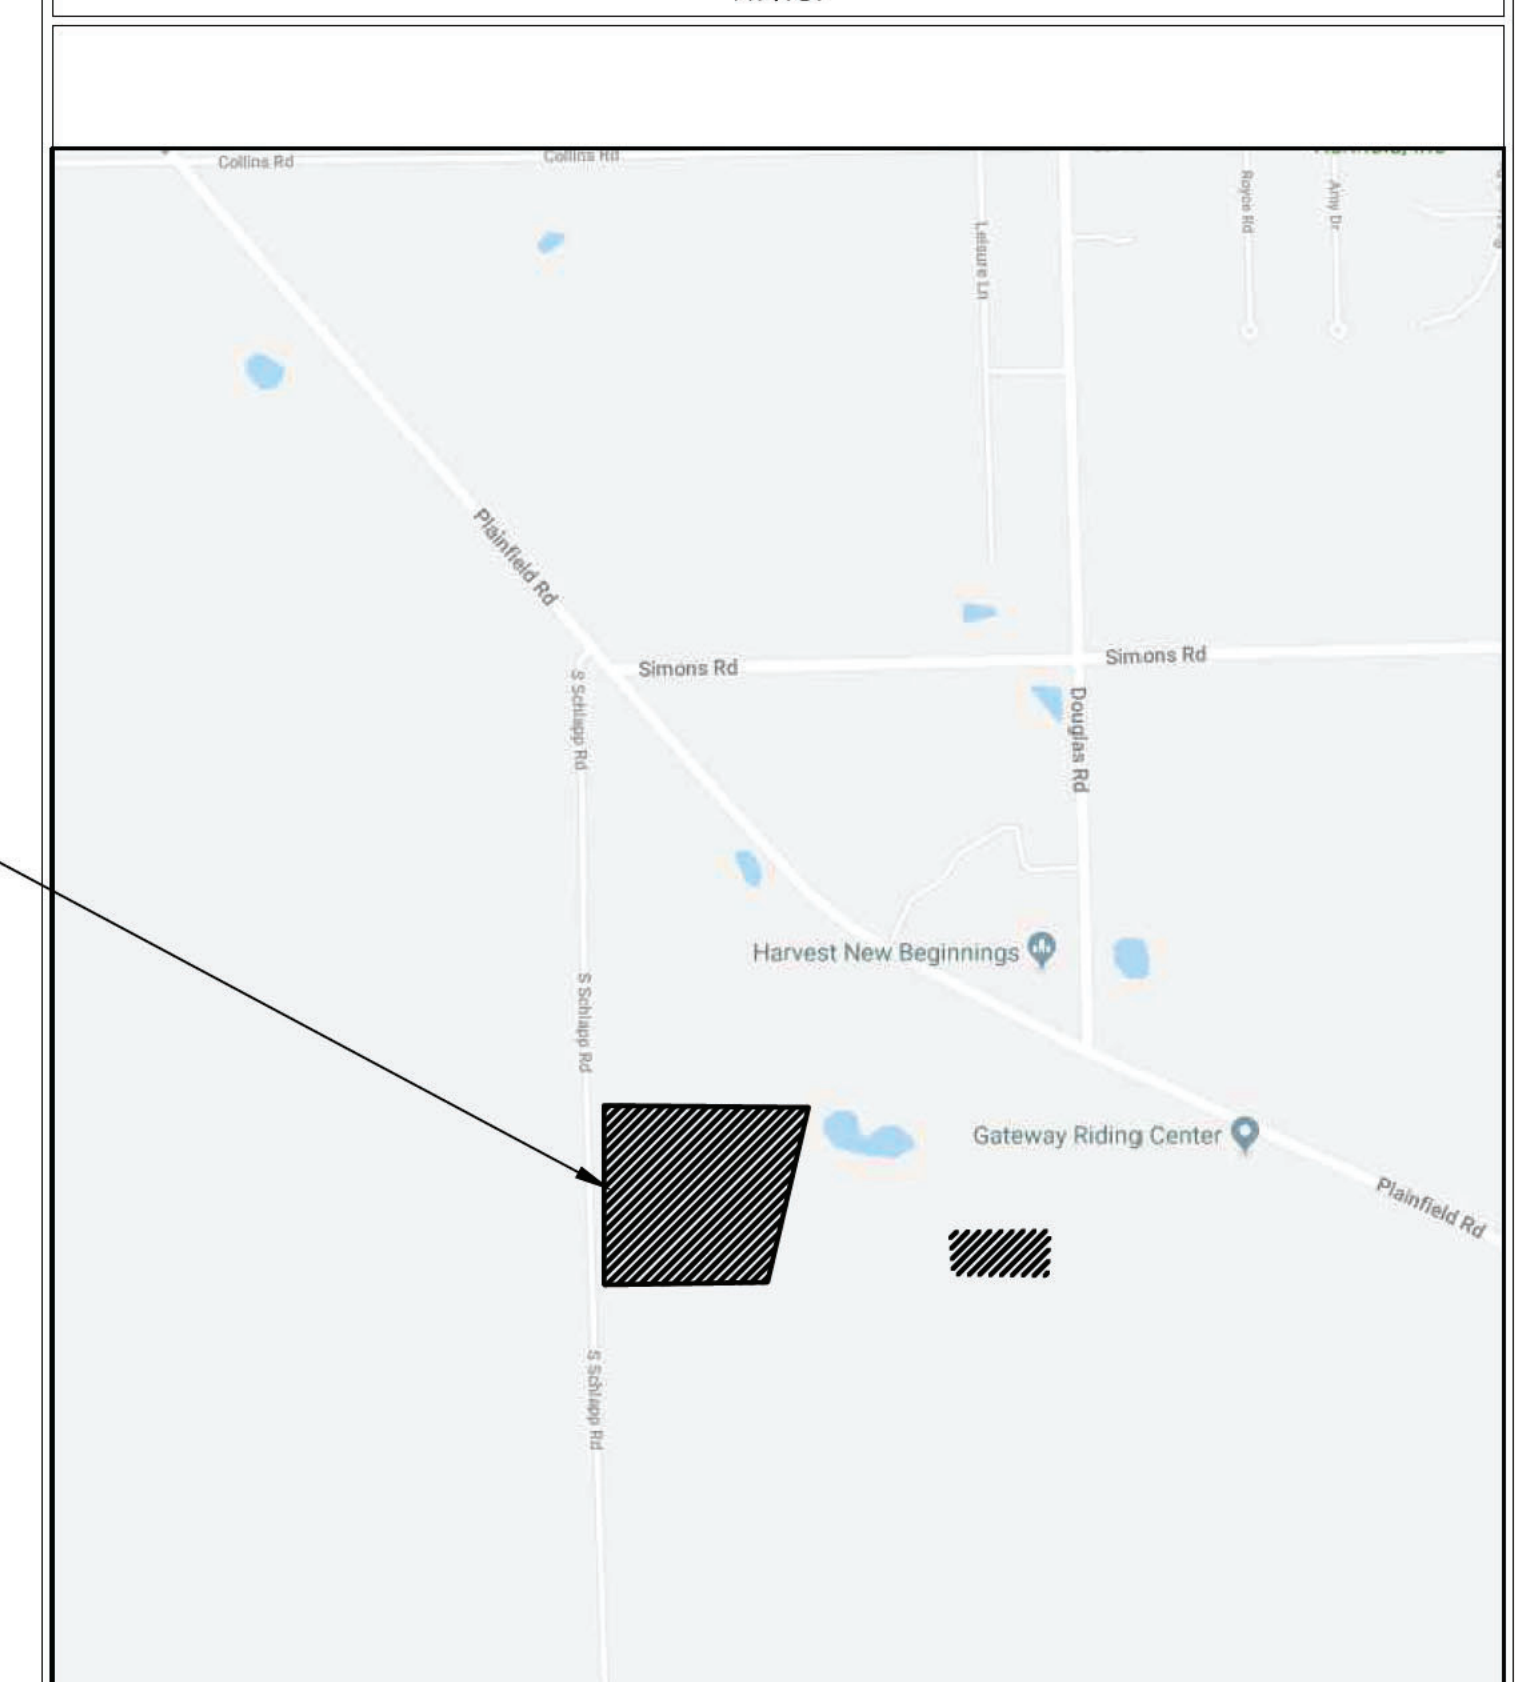 Collins Rd
Collins Rd
Royce Rd
Amy Dr
Leisure Ln
Plainfield Rd
Simons Rd
Simons Rd
S Schlapp Rd
Douglas Rd
Harvest New Beginnings
S Schlapp Rd
Gateway Riding Center
Plainfield Rd
S Schlapp Rd